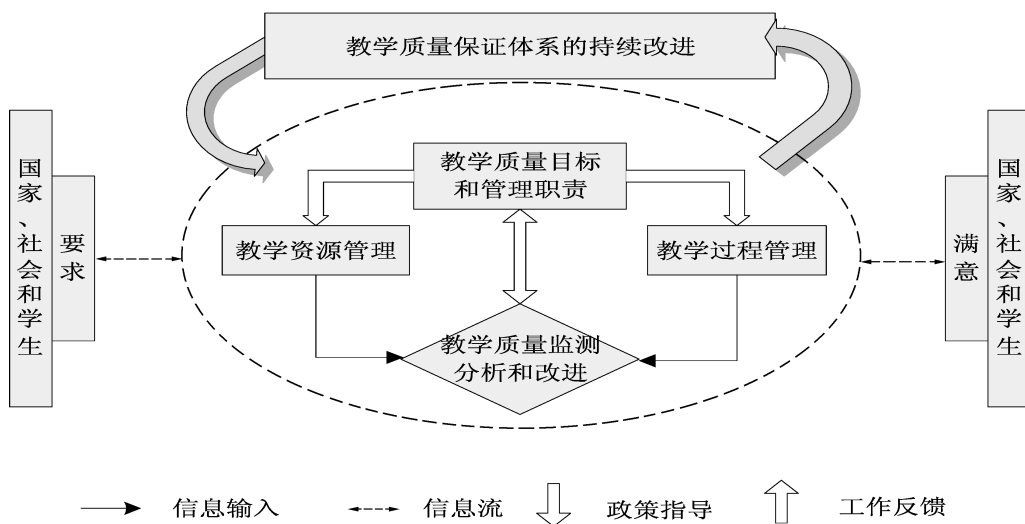 教学质量保证体系的持续改进
国家、社会和学生
要求
教学质量目标
和管理职责
教学资源管理
教学过程管理
教学质量监测
分析和改进
满意
国家、社会和学生
信息输入
信息流
政策指导
工作反馈